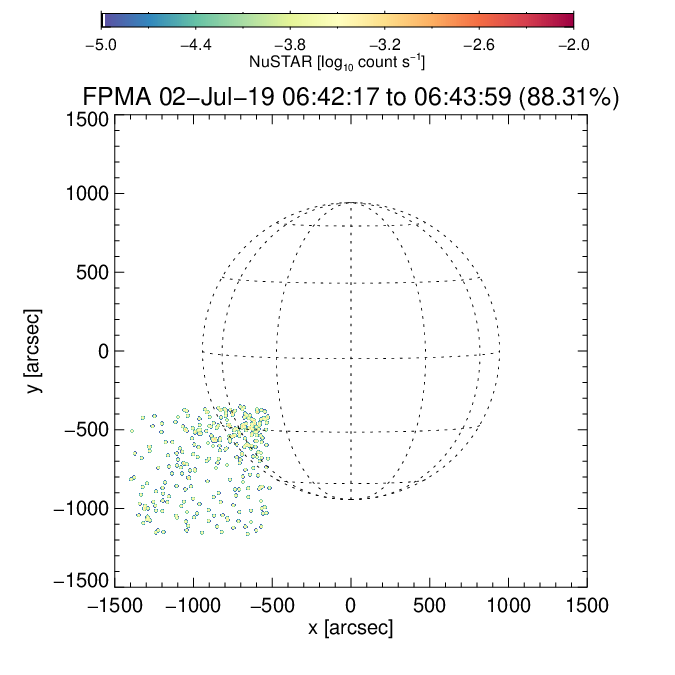 −5.0 −4.4 −3.8 −3.2 −2.6 −2.0
NuSTAR [log10 count s−1]
FPMA 02−Jul−19 06:42:17 to 06:43:59 (88.31%)
1500
1000
500
0
−500
−1000
−1500
y [arcsec]
−1500 −1000 −500 0 500 1000 1500
x [arcsec]